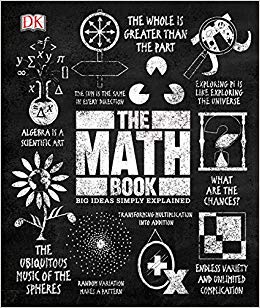 DK
THE WHOLE IS
GREATER THAN
THE PART
THE SUM IS THE SAME
IN EVERY DIRECTION
EXPLORING PI IS
LIKE EXPLORING
THE UNIVERSE
ALGEBRA IS A
SCIENTIFIC ART
THE
MATH
BOOK
BIG IDEAS SIMPLY EXPLAINED
WHAT ARE
THE CHANCES?
TRANSFORMING MULTIPLICATION
INTO ADDITION
THE
UBIQUITOUS
MUSIC OF THE
SPHERES
RANDOM VARIATION
MAKES A PATTERN
ENDLESS VARIETY
AND UNLIMITED
COMPLICATION